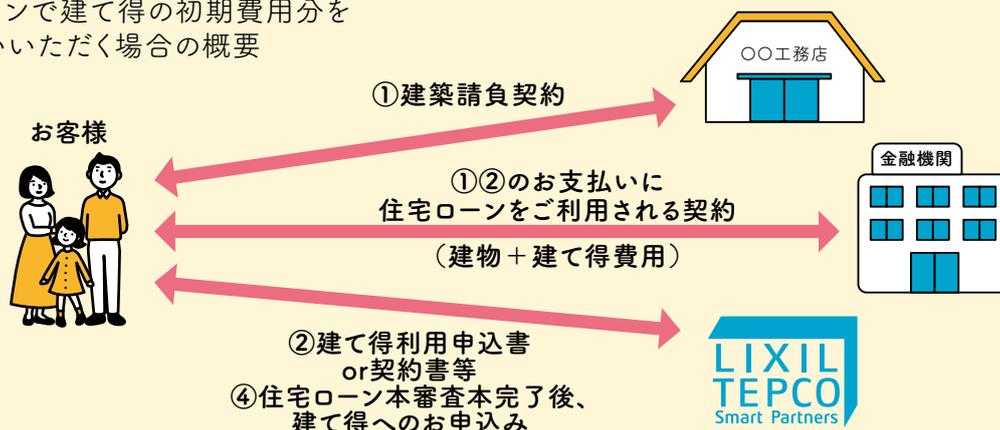 ンで建て得の初期費用分を
いただく場合の概要
〇〇工務店
①建築請負契約
お客様
金融機関
①②のお支払いに
住宅ローンをご利用される契約
（建物＋建て得費用）
②建て得利用申込書
or契約書等
④住宅ローン本審査本完了後、
建て得へのお申込み
LIXIL
TEPCO
Smart Partners